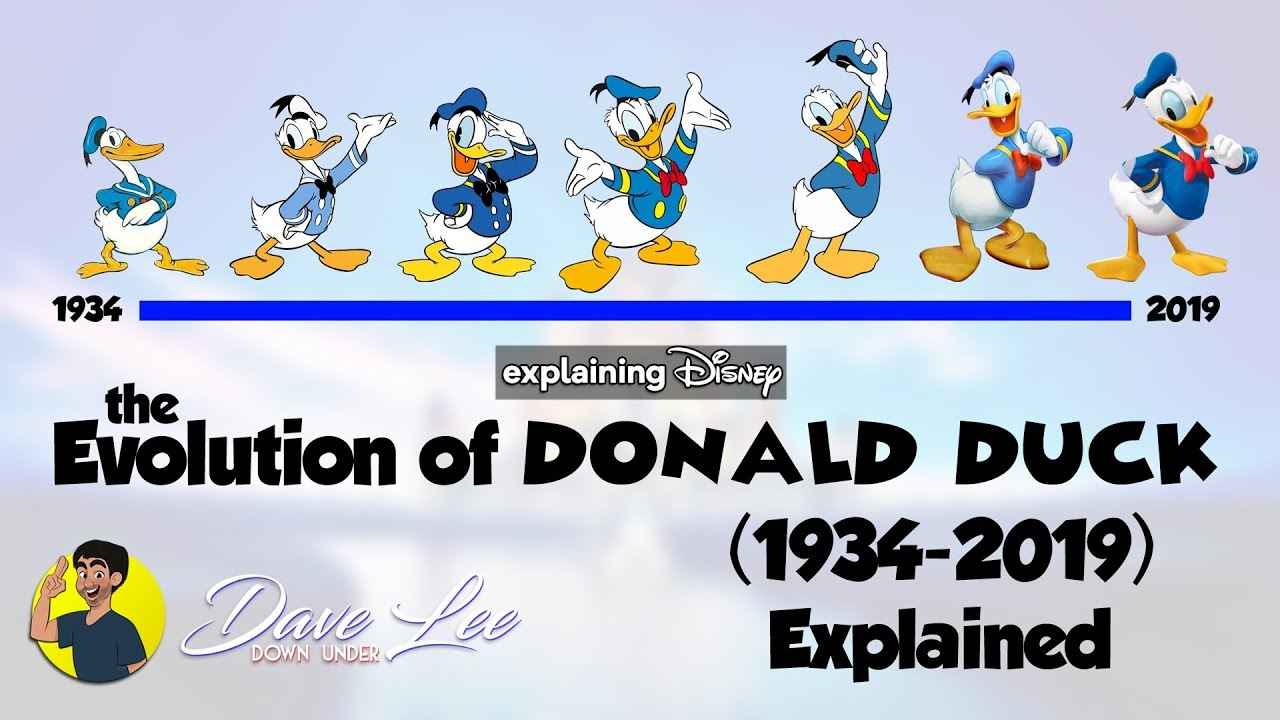 1934 2019
explaining Disney
the
Evolution of DONALD DUCK
(1934-2019)
Explained
Dave Lee
DOWN UNDER